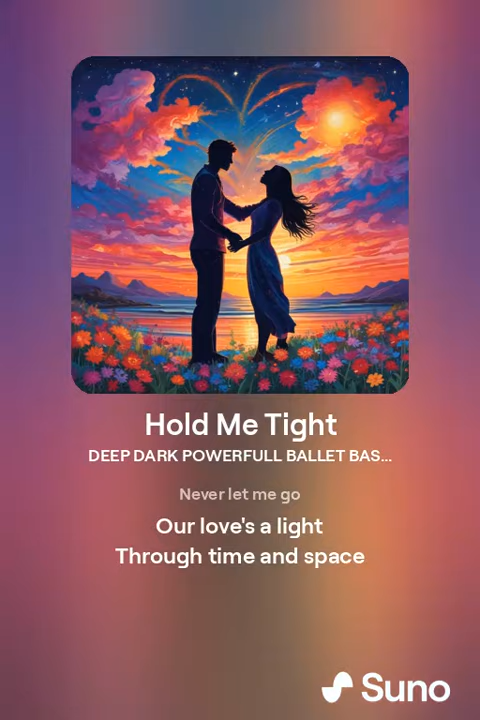 Hold Me Tight
DEEP DARK POWERFULL BALLET BAS...
Never let me go
Our love's a light
Through time and space
Suno